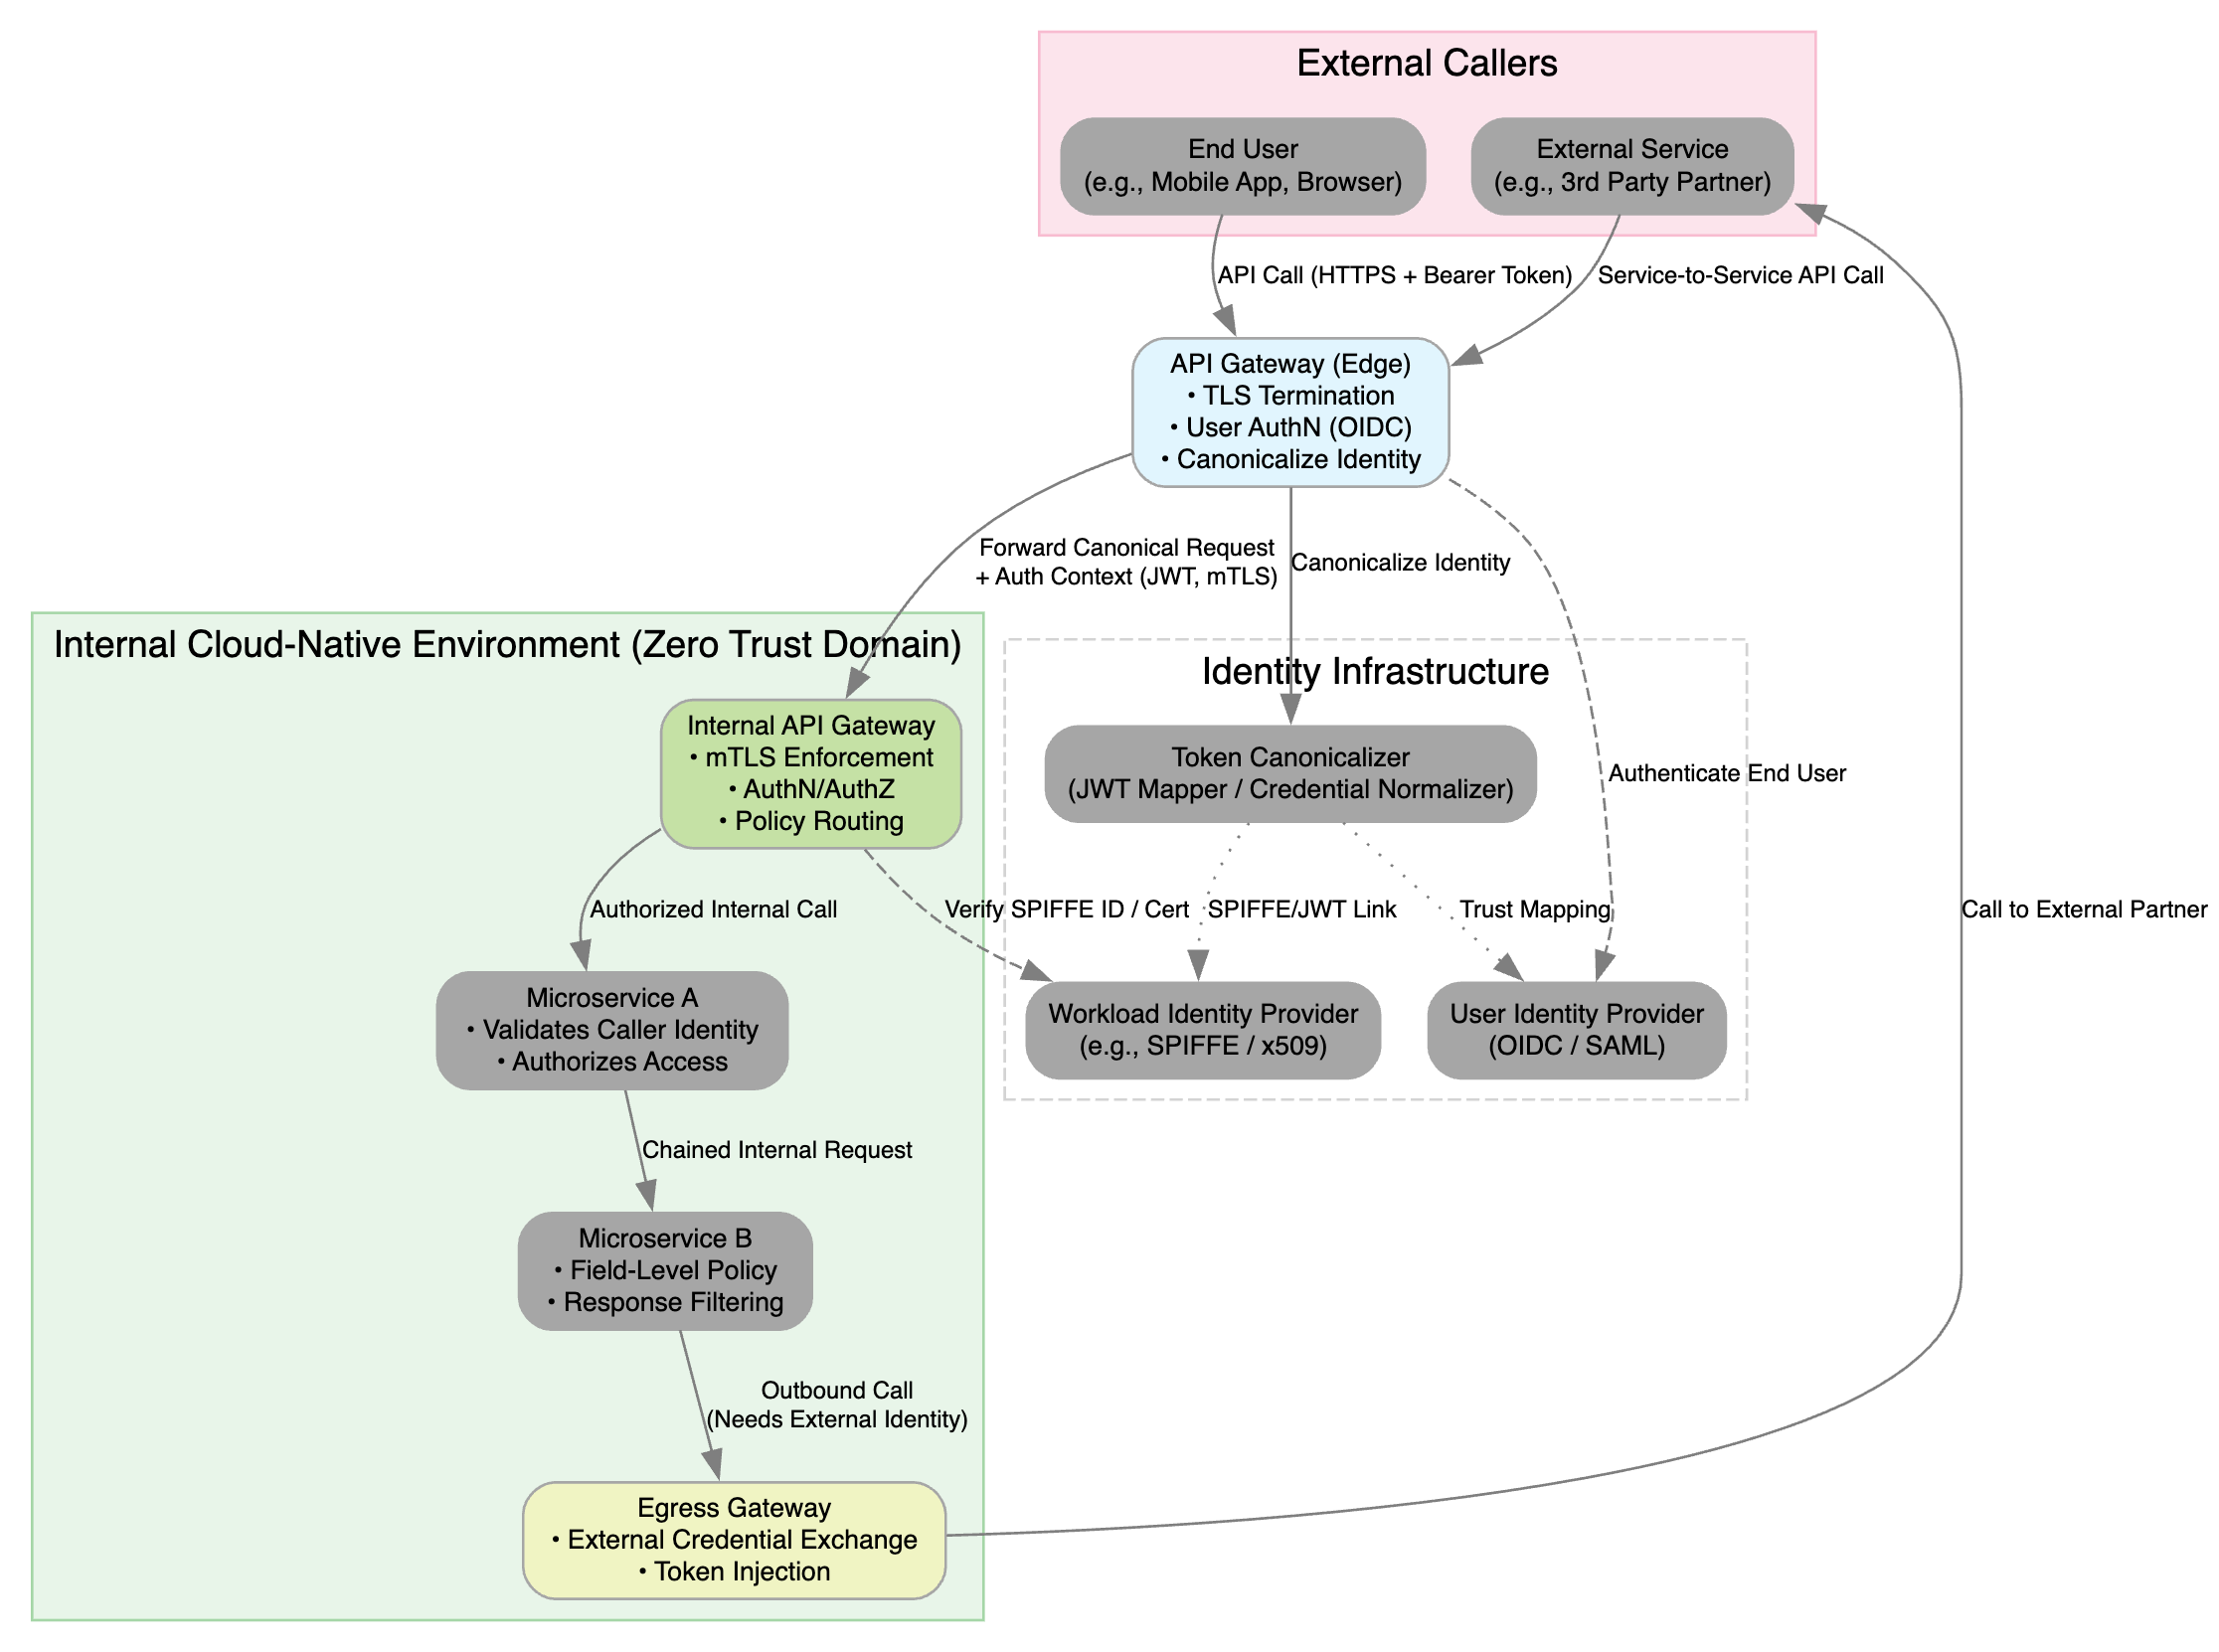 External Callers
End User
(e.g., Mobile App, Browser)
External Service
(e.g., 3rd Party Partner)
API Call (HTTPS + Bearer Token)
Service-to-Service API Call
API Gateway (Edge)
• TLS Termination
• User AuthN (OIDC)
• Canonicalize Identity
Forward Canonical Request
+ Auth Context (JWT, mTLS)
Canonicalize Identity
Internal Cloud-Native Environment (Zero Trust Domain)
Identity Infrastructure
Internal API Gateway
• mTLS Enforcement
• AuthN/AuthZ
• Policy Routing
Token Canonicalizer
(JWT Mapper / Credential Normalizer)
Authenticate End User
Authorized Internal Call
Verify SPIFFE ID / Cert
SPIFFE/JWT Link
Trust Mapping
Call to External Partner
Microservice A
• Validates Caller Identity
• Authorizes Access
Workload Identity Provider
(e.g., SPIFFE / x509)
User Identity Provider
(OIDC / SAML)
Chained Internal Request
Microservice B
• Field-Level Policy
• Response Filtering
Outbound Call
(Needs External Identity)
Egress Gateway
• External Credential Exchange
• Token Injection